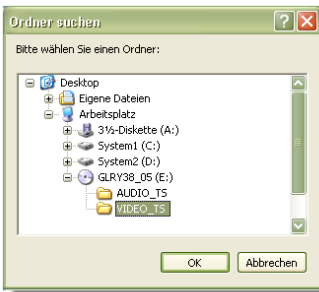 Ordner suchen
Bitte wählen Sie einen Ordner:
Desktop
Eigene Dateien
Arbeitsplatz
3½-Diskette (A:)
System1 (C:)
System2 (D:)
GLRY38_05 (E:)
AUDIO_TS
VIDEO_TS
OK Abbrechen